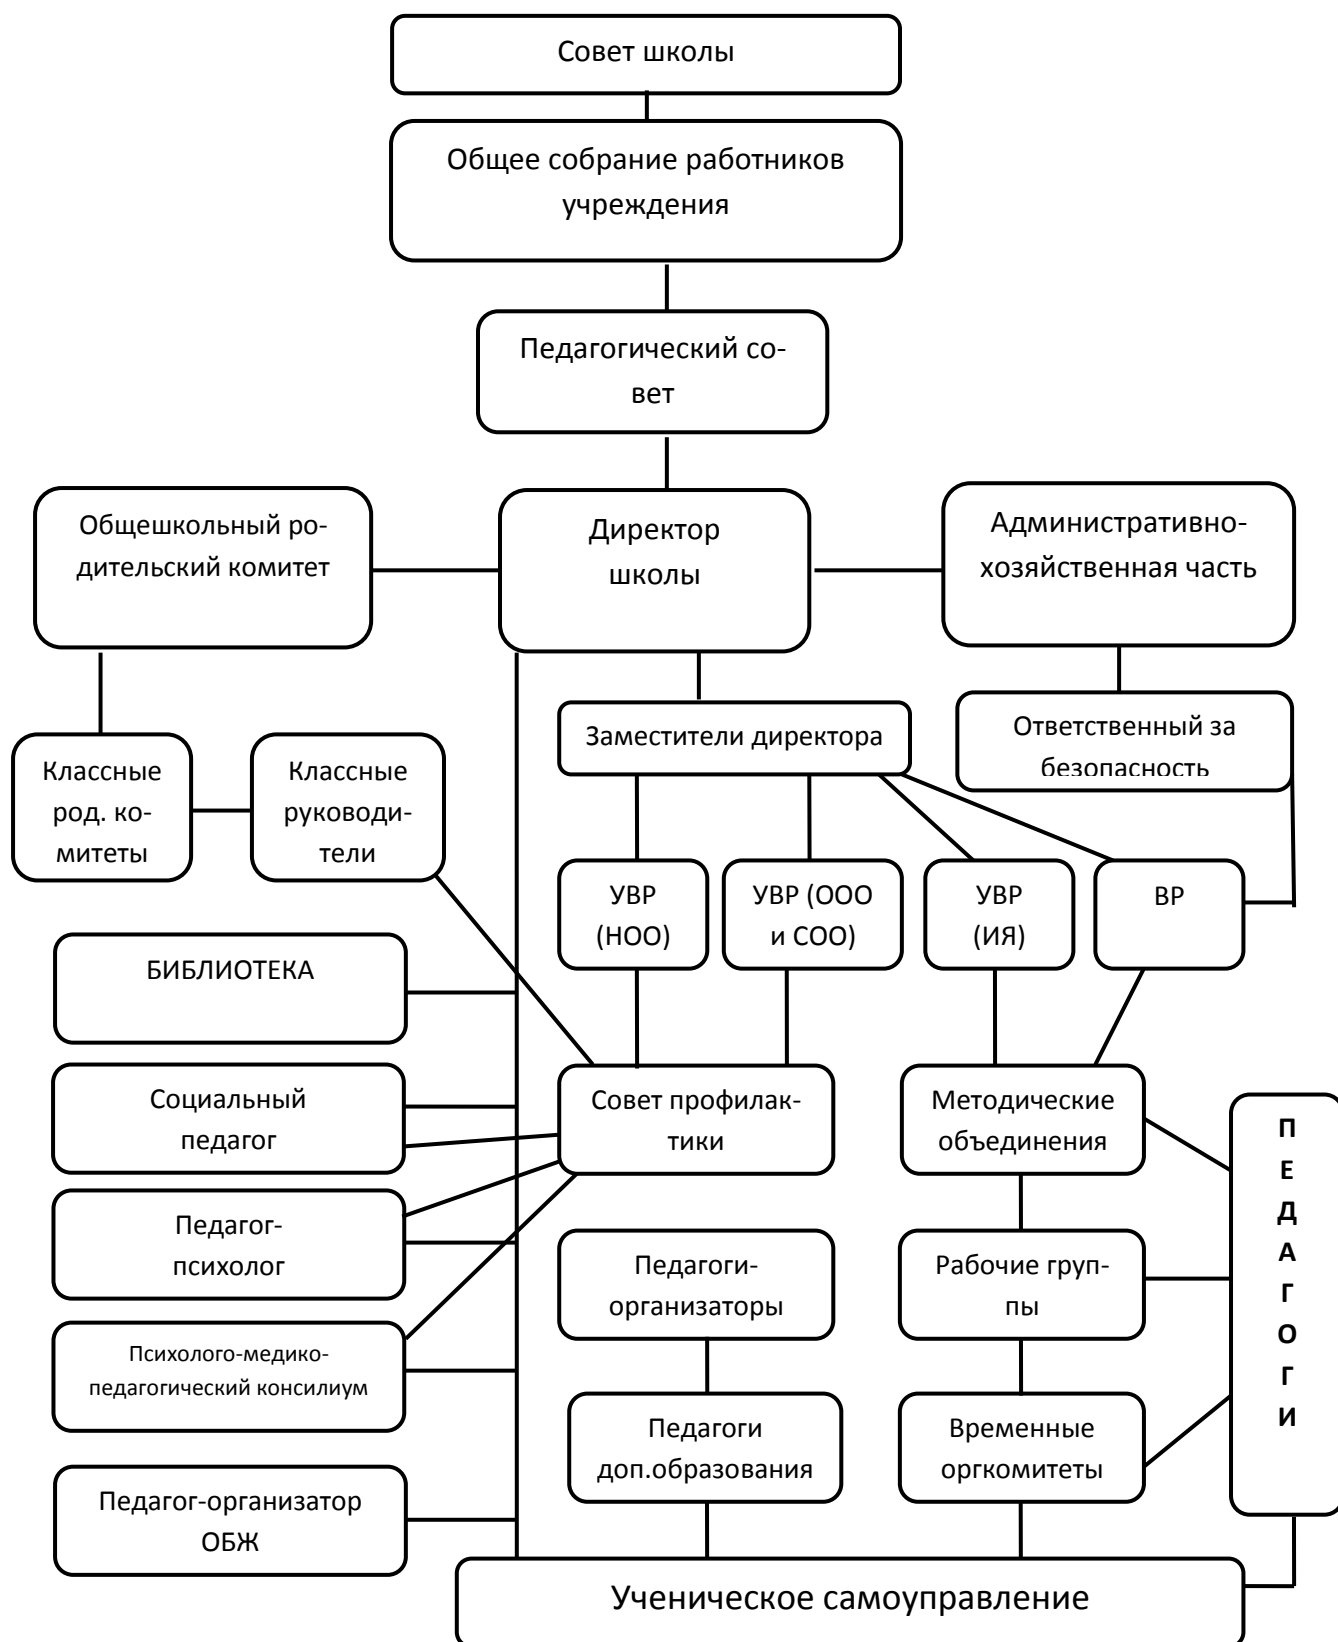 Совет школы
Общее собрание работников
учреждения
Педагогический со-
вет
Общешкольный ро-
дительский комитет
Директор
школы
Административно-
хозяйственная часть
Заместители директора
Ответственный за
безопасность
Классные
род. ко-
митеты
Классные
руководи-
тели
УВР
(НОО)
УВР (ООО
и СОО)
УВР
(ИЯ)
ВР
БИБЛИОТЕКА
Социальный
педагог
Совет профилак-
тики
Методические
объединения
П
Е
Д
А
Г
О
Г
И
Педагог-
психолог
Педагоги-
организаторы
Рабочие груп-
пы
Психолого-медико-
педагогический консилиум
Педагоги
доп.образования
Временные
оргкомитеты
Педагог-организатор
ОБЖ
Ученическое самоуправление